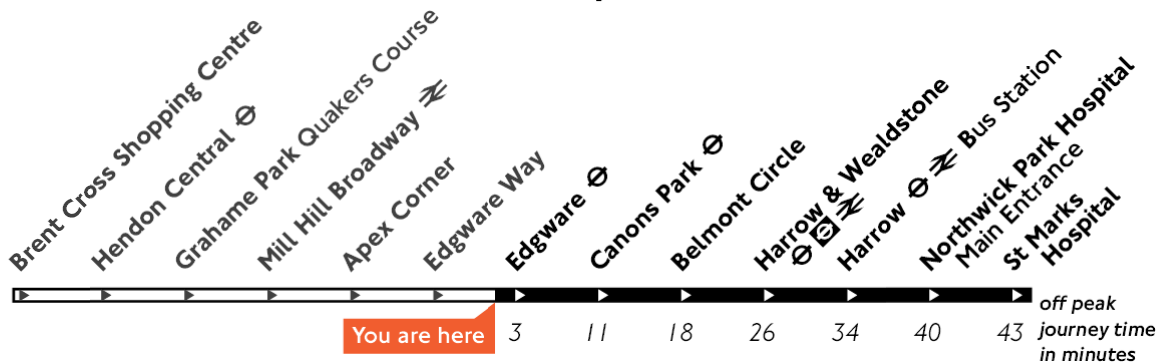 Brent Cross Shopping Centre
Hendon Central
Grahame Park Quakers Course
Mill Hill Broadway
Apex Corner
Edgware Way
Edgware
Canons Park
Belmont Circle
Harrow & Wealdstone
Harrow Bus Station
Northwick Park Hospital
Main Entrance
St Marks
Hospital
You are here
3 11 18 26 34 40 43
off peak
journey time
in minutes